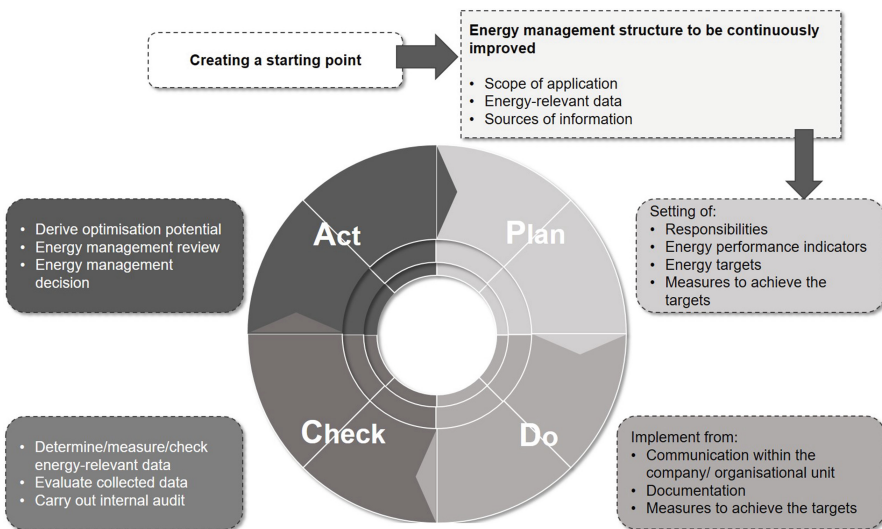 Creating a starting point
Energy management structure to be continuously
improved
• Scope of application
• Energy-relevant data
• Sources of information
Act
Plan
Check
Do
• Derive optimisation potential
• Energy management review
• Energy management
decision
Setting of:
• Responsibilities
• Energy performance indicators
• Energy targets
• Measures to achieve the
targets
• Determine/measure/check
energy-relevant data
• Evaluate collected data
• Carry out internal audit
Implement from:
• Communication within the
company/ organisational unit
• Documentation
• Measures to achieve the targets